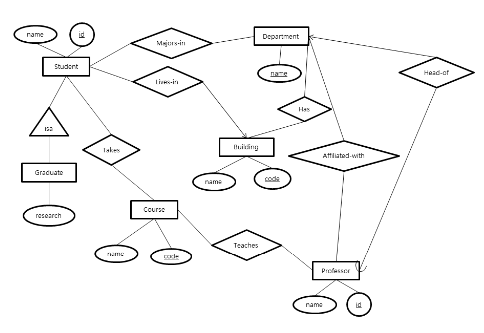 name
id
Student
Majors-in
Department
name
Head-of
Lives-in
Has
isa
Takes
Building
Affiliated-with
Graduate
name
code
research
Course
name
code
Teaches
Professor
name
id